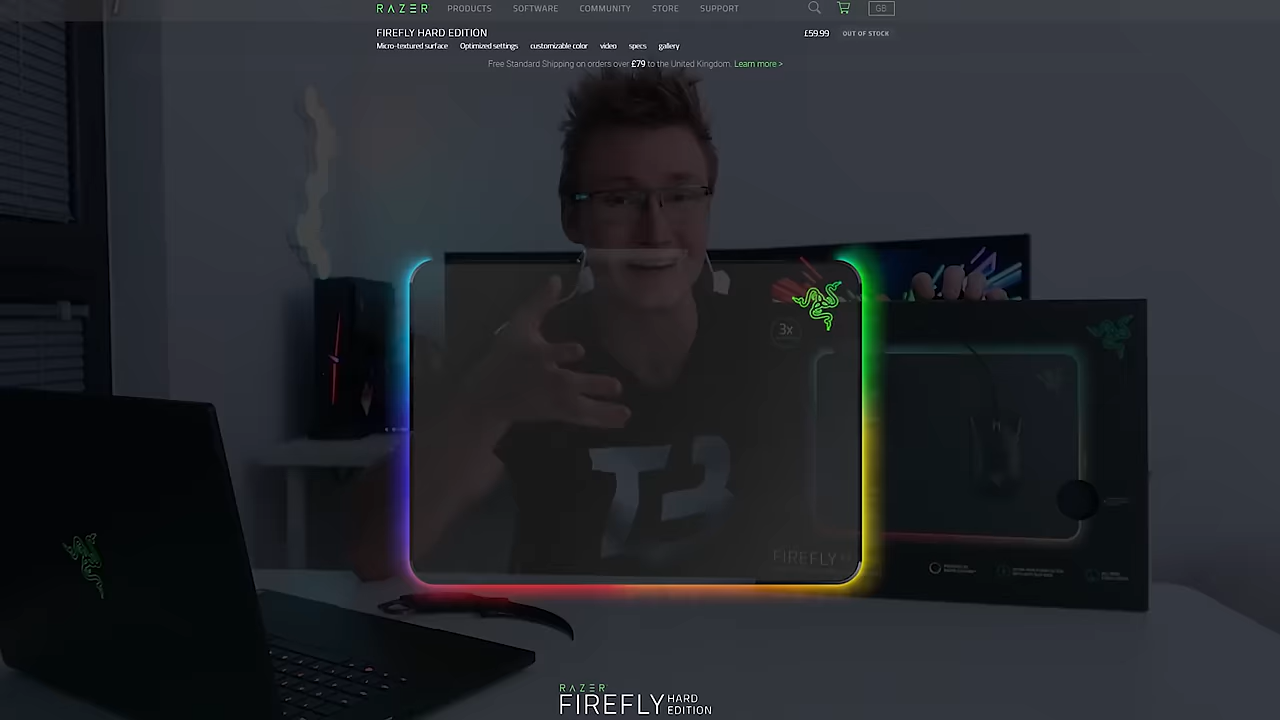 RAZER PRODUCTS SOFTWARE COMMUNITY STORE SUPPORT GB
FIREFLY HARD EDITION £59.99 OUT OF STOCK
Micro-textured surface Optimized settings customizable color video specs gallery
Free Standard Shipping on orders over £79 to the United Kingdom. Learn more >
3x
T3
FIREFLY
RAZER
FIREFLY HARD
EDITION